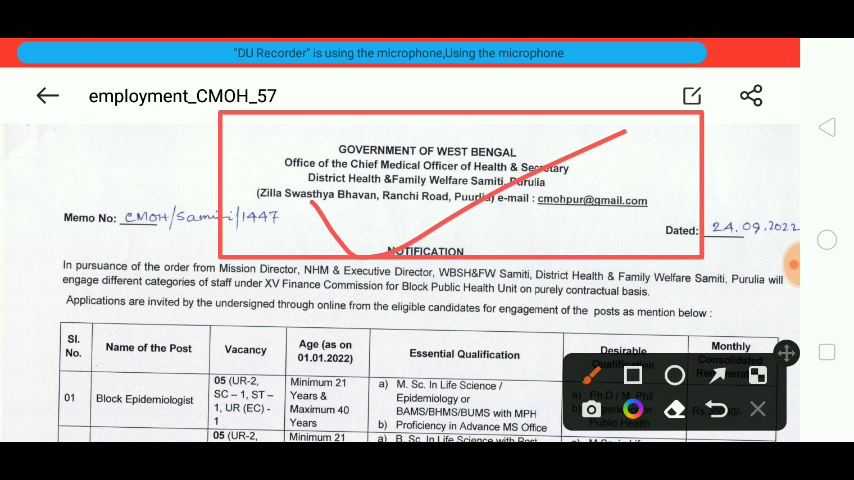 "DU Recorder" is using the microphone,Using the microphone
employment_CMOH_57
GOVERNMENT OF WEST BENGAL
Office of the Chief Medical Officer of Health & Secretary
District Health &Family Welfare Samiti, Purulia
(Zilla Swasthya Bhavan, Ranchi Road, Puurlia) e-mail : cmohpur@gmail.com
Memo No: CMOH/Samiti/1447
Dated: 24.09.2022
NOTIFICATION
In pursuance of the order from Mission Director, NHM & Executive Director, WBSH&FW Samiti, District Health & Family Welfare Samiti, Purulia will
engage different categories of staff under XV Finance Commission for Block Public Health Unit on purely contractual basis.
Applications are invited by the undersigned through online from the eligible candidates for engagement of the posts as mention below :
Sl. No. Name of the Post Vacancy Age (as on 01.01.2022) Essential Qualification Desirable Qualification Monthly Consolidated
01 Block Epidemiologist
05 (UR-2,
SC – 1, ST –
1, UR (EC) -
1
Minimum 21
Years &
Maximum 40
Years
a) M. Sc. In Life Science /
Epidemiology or
BAMS/BHMS/BUMS with MPH
b) Proficiency in Advance MS Office
a) Ph.D / M. Phil
b)
Public Health
05 (UR-2,
Minimum 21
a) B. Sc. In Life Science with Post